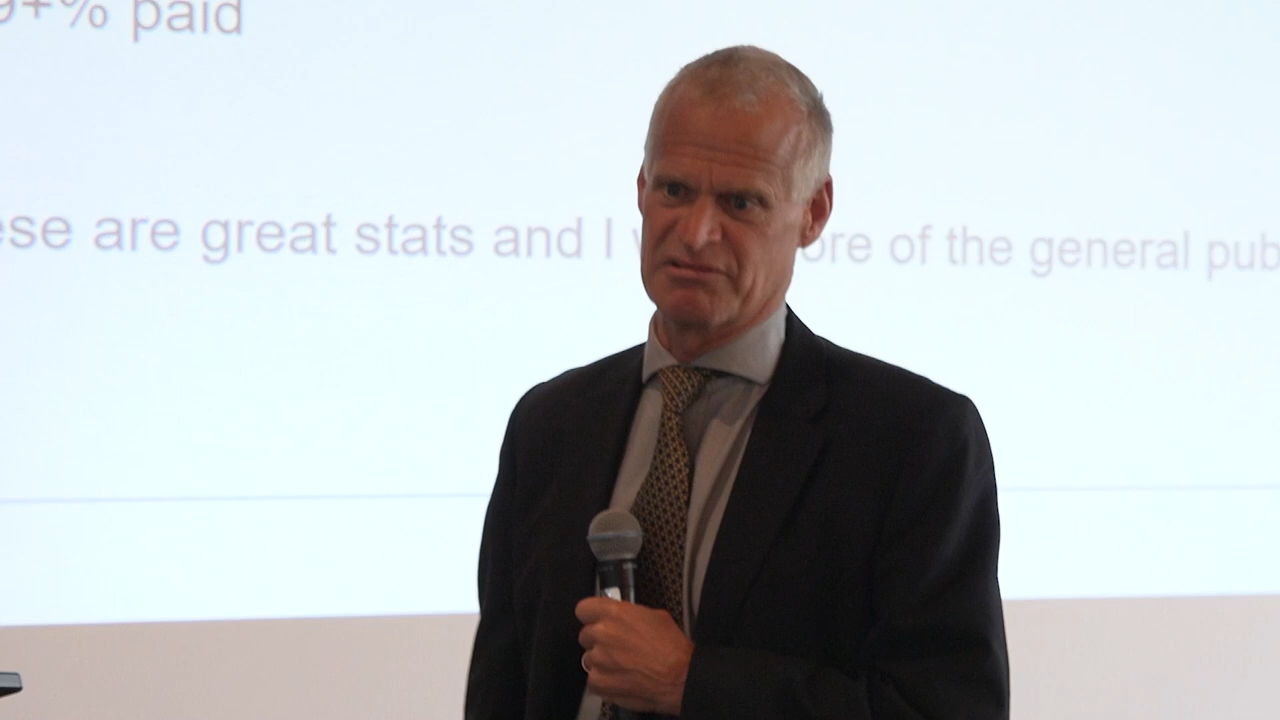 9+% paid
ese are great stats and I ore of the general pub